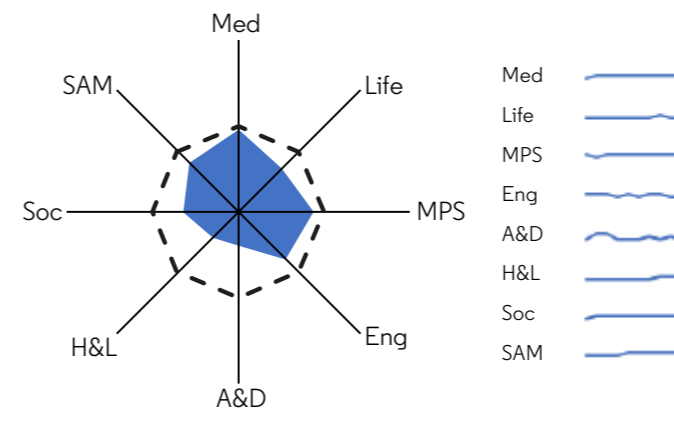 Med
SAM
Life
Soc
MPS
H&L
Eng
A&D
Med
Life
MPS
Eng
A&D
H&L
Soc
SAM